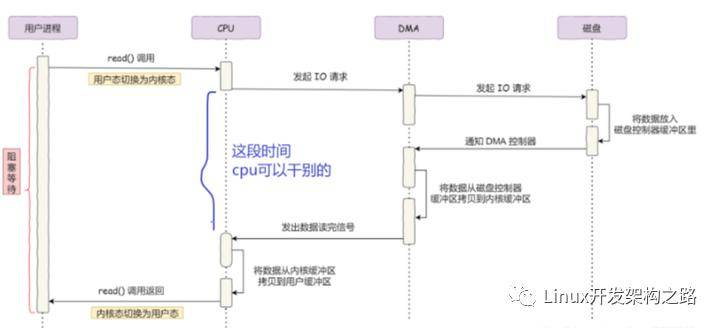 用户进程
CPU
DMA
磁盘
read() 调用
用户态切换为内核态
发起 IO 请求
发起 IO 请求
将数据放入
磁盘控制器缓冲区里
通知 DMA 控制器
这段时间
cpu可以干别的
阻塞等待
将数据从磁盘控制器
缓冲区拷贝到内核缓冲区
发出数据读完信号
将数据从内核缓冲区
拷贝到用户缓冲区
read() 调用返回
内核态切换为用户态
Linux开发架构之路